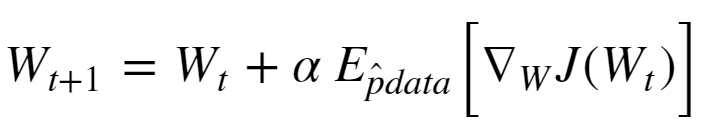 W_{t+1} = W_t + α E_{p̂data} [∇_W J(W_t)]